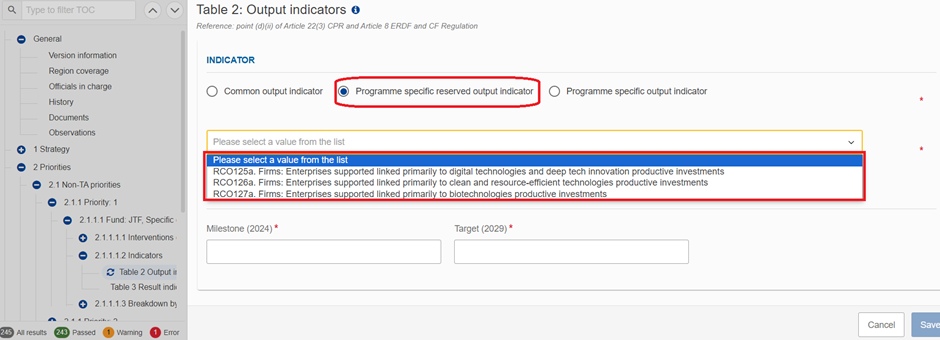 Type to filter TOC
General
Version information
Region coverage
Officials in charge
History
Documents
Observations
1 Strategy
2 Priorities
2.1 Non-TA priorities
2.1.1 Priority: 1
2.1.1.1 Fund: JTF, Specific
2.1.1.1.1 Interventions
2.1.1.1.2 Indicators
Table 2 Output
Table 3 Result indi
2.1.1.1.3 Breakdown by
245 All results 243 Passed 1 Warning 1 Error
Table 2: Output indicators
Reference: point (d)(ii) of Article 22(3) CPR and Article 8 ERDF and CF Regulation
INDICATOR
Common output indicator Programme specific reserved output indicator Programme specific output indicator
*
Please select a value from the list
*
Please select a value from the list
RCO125a. Firms: Enterprises supported linked primarily to digital technologies and deep tech innovation productive investments
RCO126a. Firms: Enterprises supported linked primarily to clean and resource-efficient technologies productive investments
RCO127a. Firms: Enterprises supported linked primarily to biotechnologies productive investments
Milestone (2024) * Target (2029) *
Cancel Save